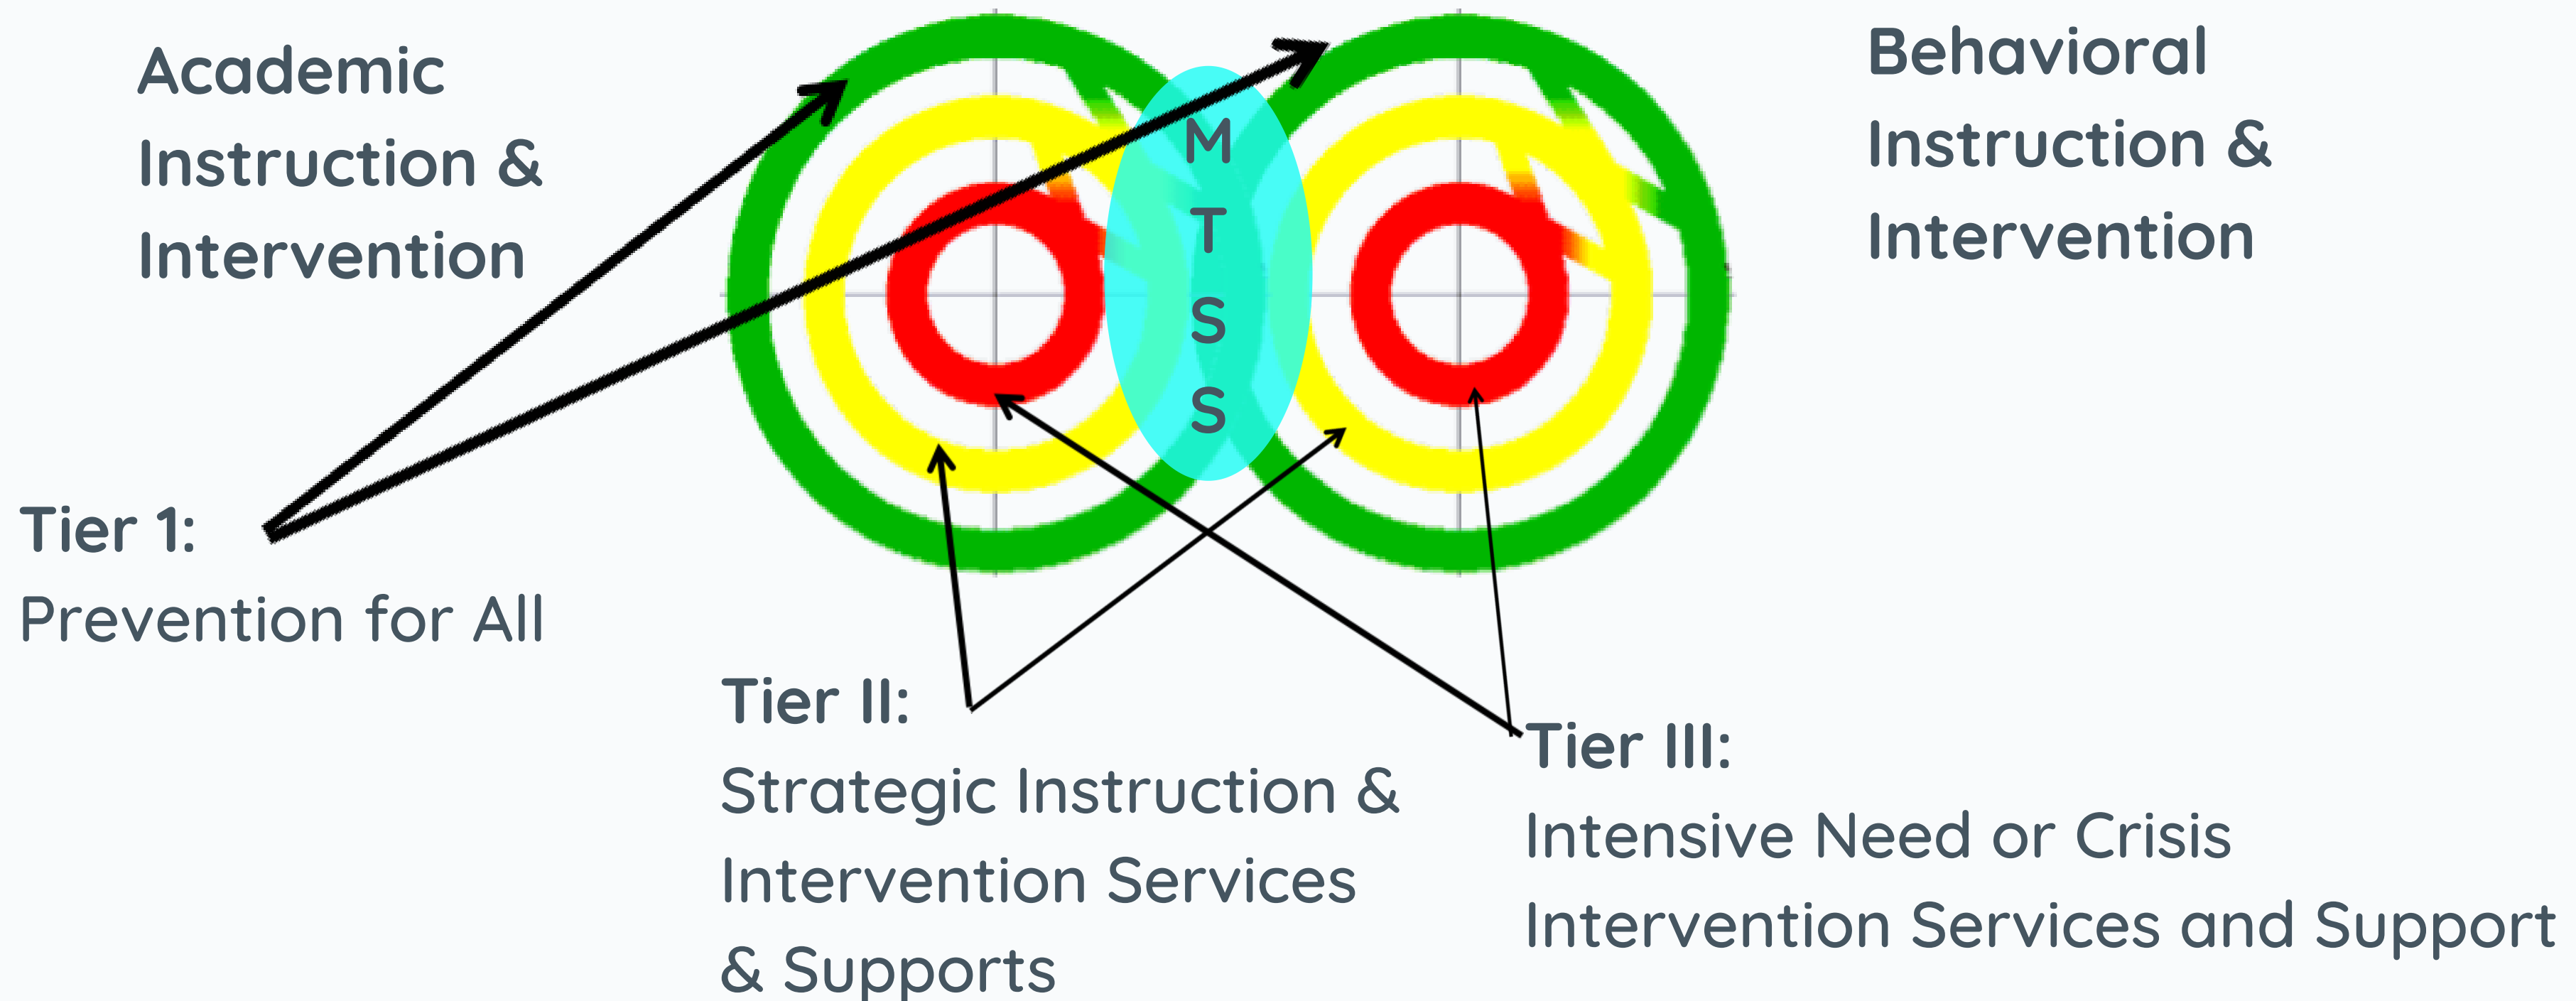 Academic
Instruction &
Intervention
M
T
S
S
Behavioral
Instruction &
Intervention
Tier 1:
Prevention for All
Tier II:
Strategic Instruction &
Intervention Services
& Supports
Tier III:
Intensive Need or Crisis
Intervention Services and Support